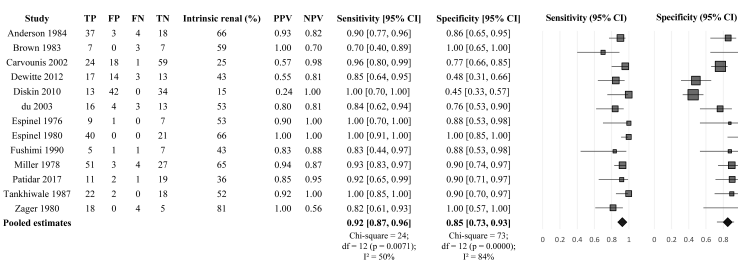 Study TP FP FN TN Intrinsic renal (%) PPV NPV Sensitivity [95% CI] Specificity [95% CI] Sensitivity (95% CI) Specificity (95% CI)
Anderson 1984 37 3 4 18 66 0.93 0.82 0.90 [0.77, 0.96] 0.86 [0.65, 0.95]
Brown 1983 7 0 3 7 59 1.00 0.70 0.70 [0.40, 0.89] 1.00 [0.65, 1.00]
Carvounis 2002 24 18 1 59 25 0.57 0.98 0.96 [0.80, 0.99] 0.77 [0.66, 0.85]
Dewitte 2012 17 14 3 13 43 0.55 0.81 0.85 [0.64, 0.95] 0.48 [0.31, 0.66]
Diskin 2010 13 42 0 34 15 0.24 1.00 1.00 [0.70, 1.00] 0.45 [0.33, 0.57]
du 2003 16 4 3 13 53 0.80 0.81 0.84 [0.62, 0.94] 0.76 [0.53, 0.90]
Espinel 1976 9 1 0 7 53 0.90 1.00 1.00 [0.70, 1.00] 0.88 [0.53, 0.98]
Espinel 1980 40 0 0 21 66 1.00 1.00 1.00 [0.91, 1.00] 1.00 [0.85, 1.00]
Fushimi 1990 5 1 1 7 43 0.83 0.88 0.83 [0.44, 0.97] 0.88 [0.53, 0.98]
Miller 1978 51 3 4 27 65 0.94 0.87 0.93 [0.83, 0.97] 0.90 [0.74, 0.97]
Patidar 2017 11 2 1 19 36 0.85 0.95 0.92 [0.65, 0.99] 0.90 [0.71, 0.97]
Tankhiwale 1987 22 2 0 18 52 0.92 1.00 1.00 [0.85, 1.00] 0.90 [0.70, 0.97]
Zager 1980 18 0 4 5 81 1.00 0.56 0.82 [0.61, 0.93] 1.00 [0.57, 1.00]
Pooled estimates 0.92 [0.87, 0.96] 0.85 [0.73, 0.93]
Chi-square = 24; Chi-square = 73;
df = 12 (p = 0.0071); df = 12 (p = 0.0000);
I² = 50% I² = 84%
0 0.2 0.4 0.6 0.8 1 0 0.2 0.4 0.6 0.8